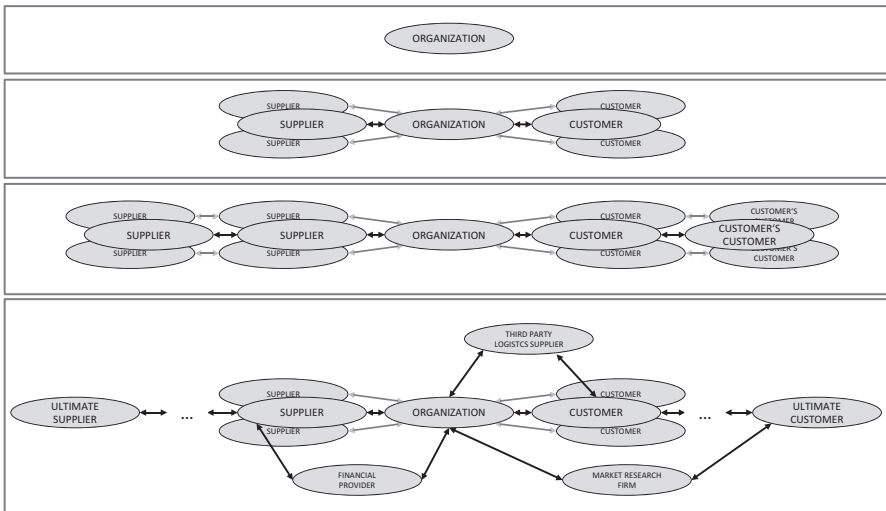 ORGANIZATION
SUPPLIER
CUSTOMER
SUPPLIER
ORGANIZATION
CUSTOMER
SUPPLIER
CUSTOMER
SUPPLIER
SUPPLIER
CUSTOMER
CUSTOMER'S
CUSTOMER
SUPPLIER
SUPPLIER
ORGANIZATION
CUSTOMER
CUSTOMER'S
CUSTOMER
SUPPLIER
SUPPLIER
CUSTOMER
CUSTOMER'S
CUSTOMER
THIRD PARTY
LOGISTCS SUPPLIER
SUPPLIER
CUSTOMER
ULTIMATE
SUPPLIER
...
SUPPLIER
ORGANIZATION
CUSTOMER
...
ULTIMATE
CUSTOMER
SUPPLIER
CUSTOMER
FINANCIAL
PROVIDER
MARKET RESEARCH
FIRM